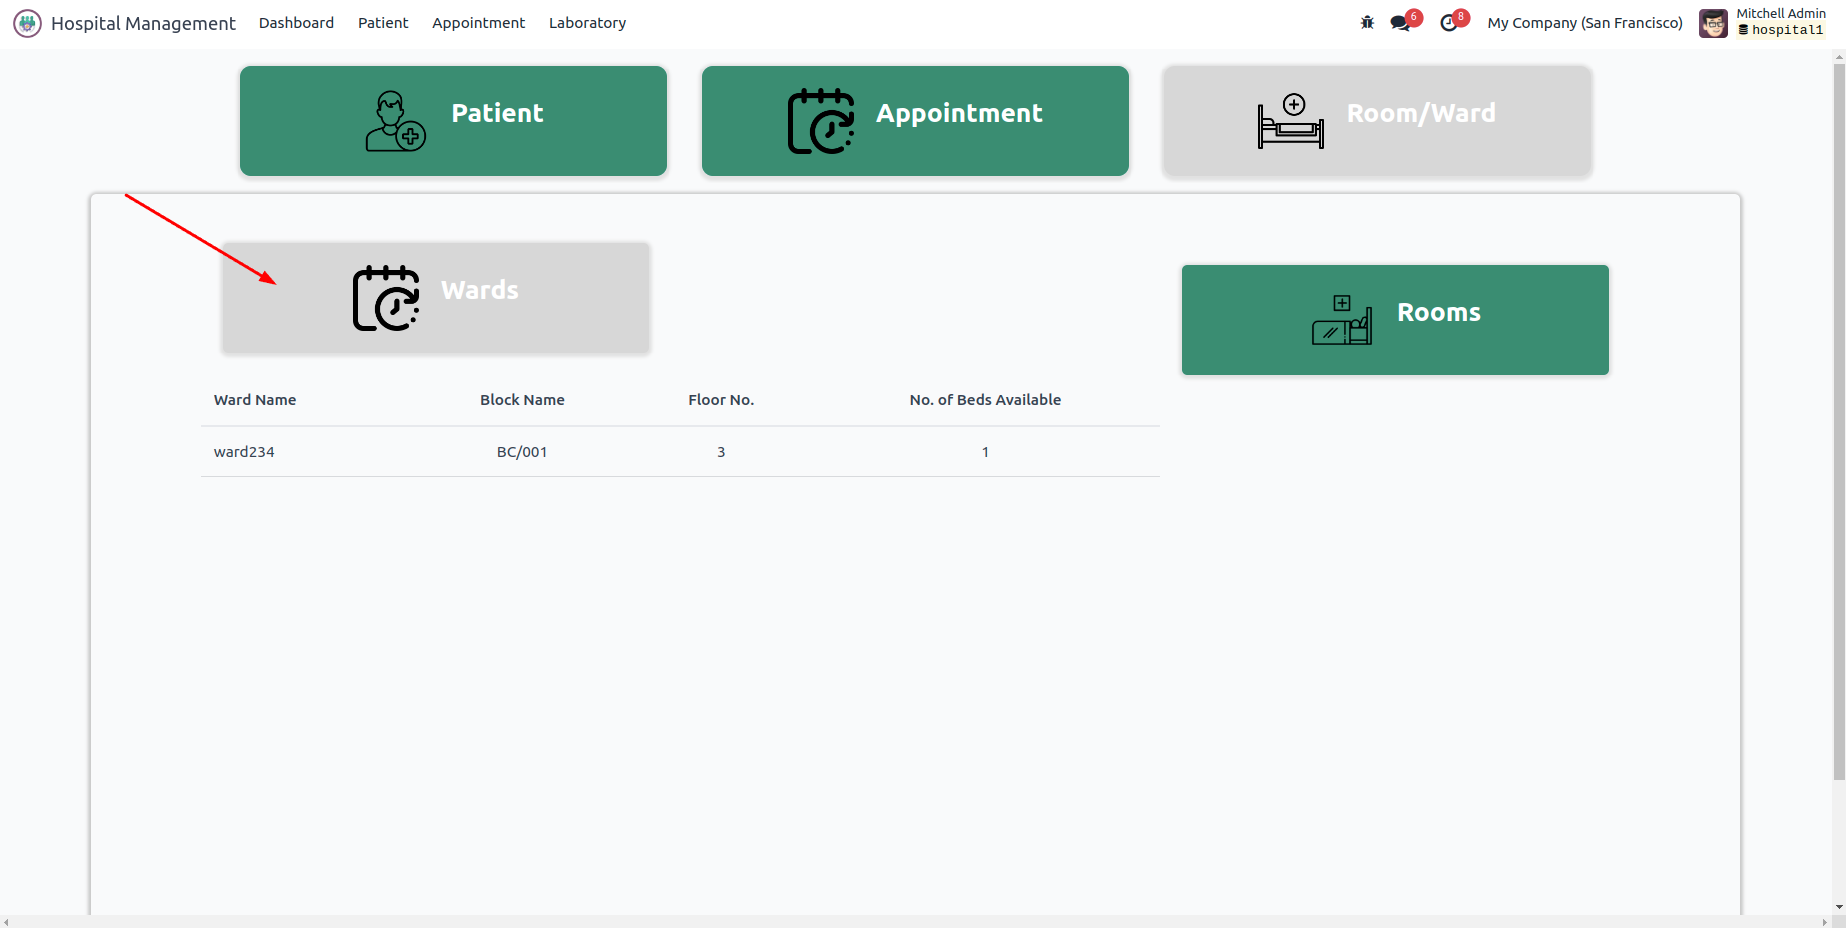 Hospital Management Dashboard Patient Appointment Laboratory 6 8 My Company (San Francisco) Mitchell Admin
hospital1
Patient Appointment Room/Ward
Wards
Rooms
Ward Name Block Name Floor No. No. of Beds Available
ward234 BC/001 3 1